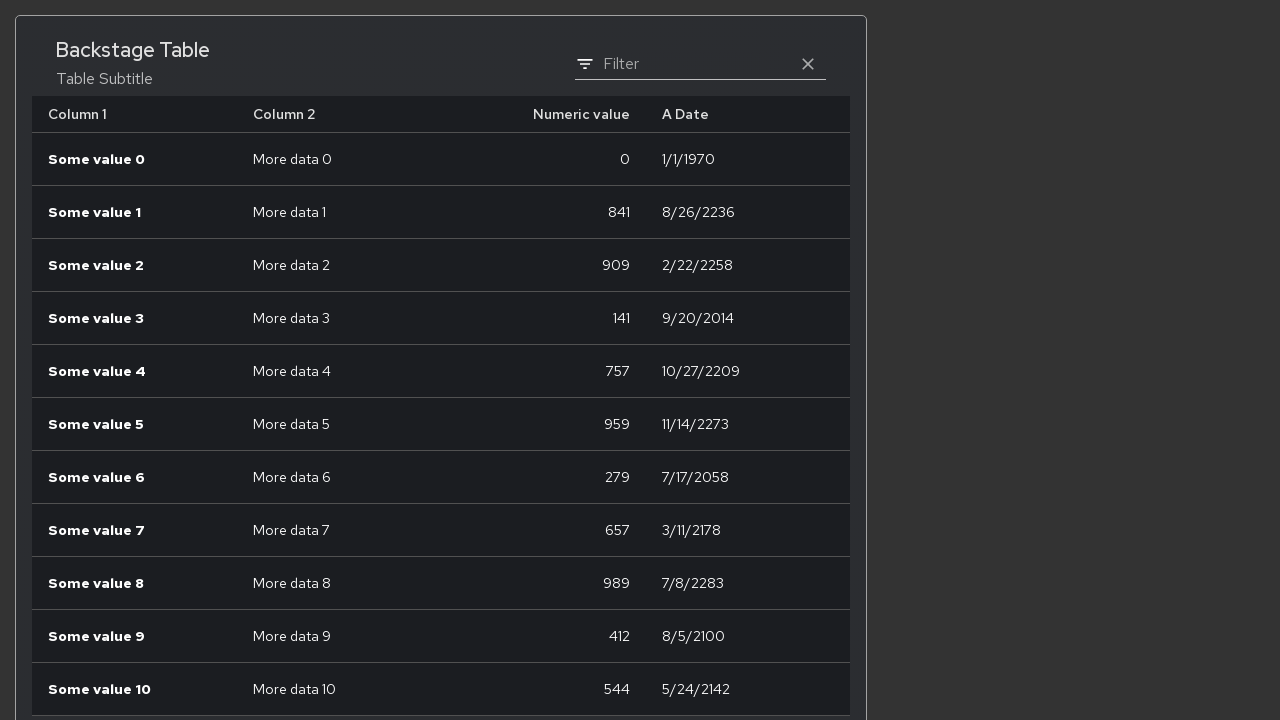 Backstage Table
Table Subtitle
Filter
Column 1 Column 2 Numeric value A Date
Some value 0 More data 0 0 1/1/1970
Some value 1 More data 1 841 8/26/2236
Some value 2 More data 2 909 2/22/2258
Some value 3 More data 3 141 9/20/2014
Some value 4 More data 4 757 10/27/2209
Some value 5 More data 5 959 11/14/2273
Some value 6 More data 6 279 7/17/2058
Some value 7 More data 7 657 3/11/2178
Some value 8 More data 8 989 7/8/2283
Some value 9 More data 9 412 8/5/2100
Some value 10 More data 10 544 5/24/2142